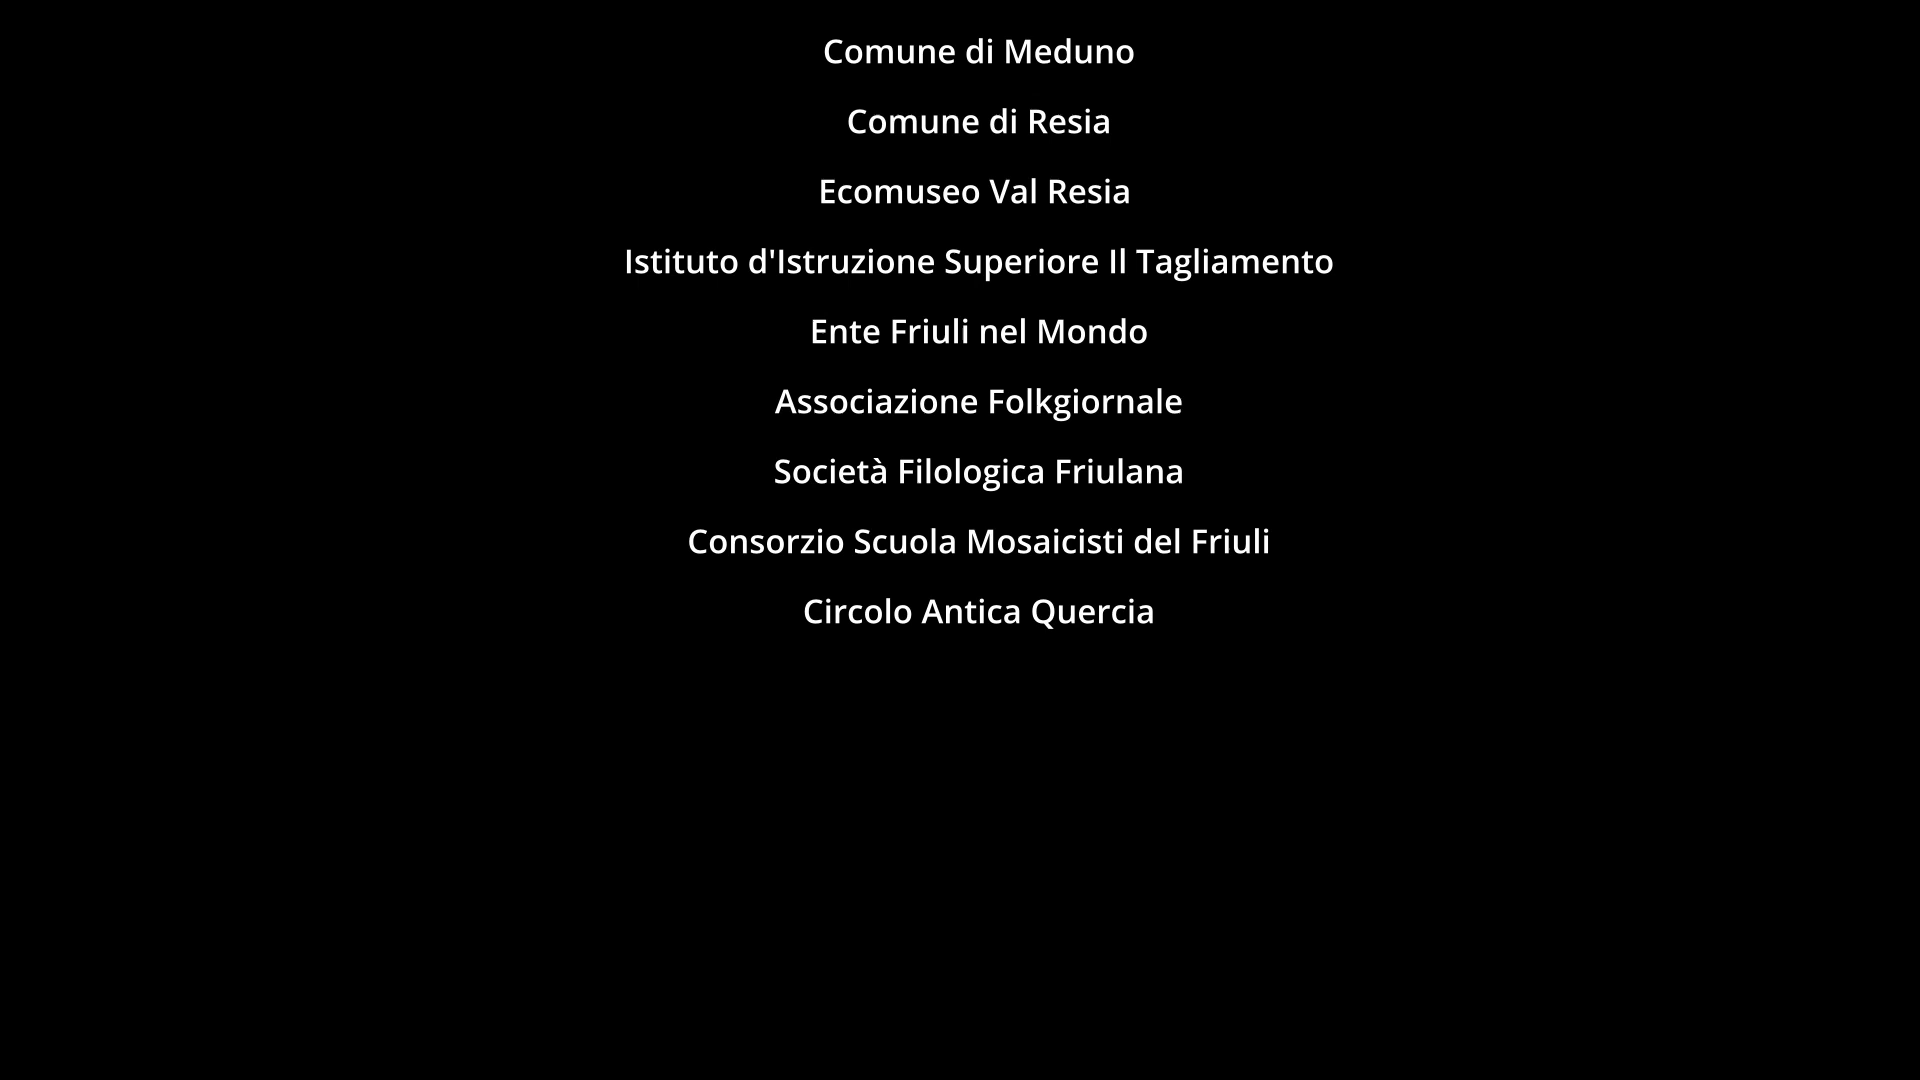 Comune di Meduno
Comune di Resia
Ecomuseo Val Resia
Istituto d'Istruzione Superiore Il Tagliamento
Ente Friuli nel Mondo
Associazione Folkgiornale
Società Filologica Friulana
Consorzio Scuola Mosaicisti del Friuli
Circolo Antica Quercia